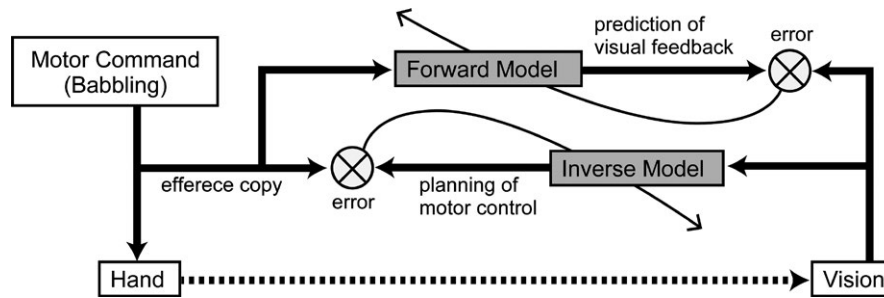 Motor Command
(Babbling)
prediction of
visual feedback
error
Forward Model
Inverse Model
efferece copy
error
planning of
motor control
Hand
Vision